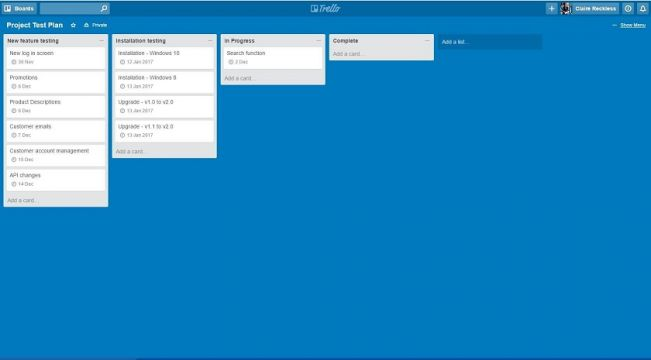 Boards
Trello
Claire Reckless
Project Test Plan
Private
Show Menu
New feature testing
New log in screen
30 Nov
Promotions
6 Dec
Product Descriptions
6 Dec
Customer emails
7 Dec
Customer account management
10 Dec
API changes
14 Dec
Add a card...
Installation testing
Installation - Windows 10
12 Jan 2017
Installation - Windows 8
13 Jan 2017
Upgrade - v1.0 to v2.0
13 Jan 2017
Upgrade - v1.1 to v2.0
13 Jan 2017
Add a card...
In Progress
Search function
2 Dec
Add a card...
Complete
Add a card...
Add a list...